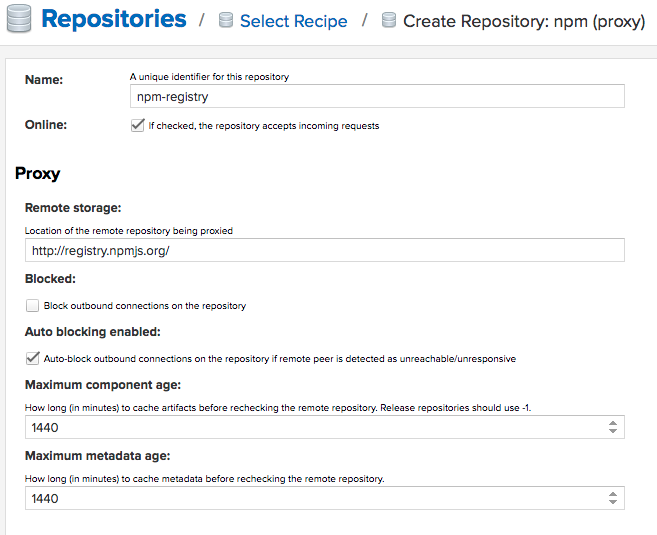 Repositories / Select Recipe / Create Repository: npm (proxy)
Name:
A unique identifier for this repository
npm-registry
Online:
If checked, the repository accepts incoming requests
Proxy
Remote storage:
Location of the remote repository being proxied
http://registry.npmjs.org/
Blocked:
Block outbound connections on the repository
Auto blocking enabled:
Auto-block outbound connections on the repository if remote peer is detected as unreachable/unresponsive
Maximum component age:
How long (in minutes) to cache artifacts before rechecking the remote repository. Release repositories should use -1.
1440
Maximum metadata age:
How long (in minutes) to cache metadata before rechecking the remote repository.
1440